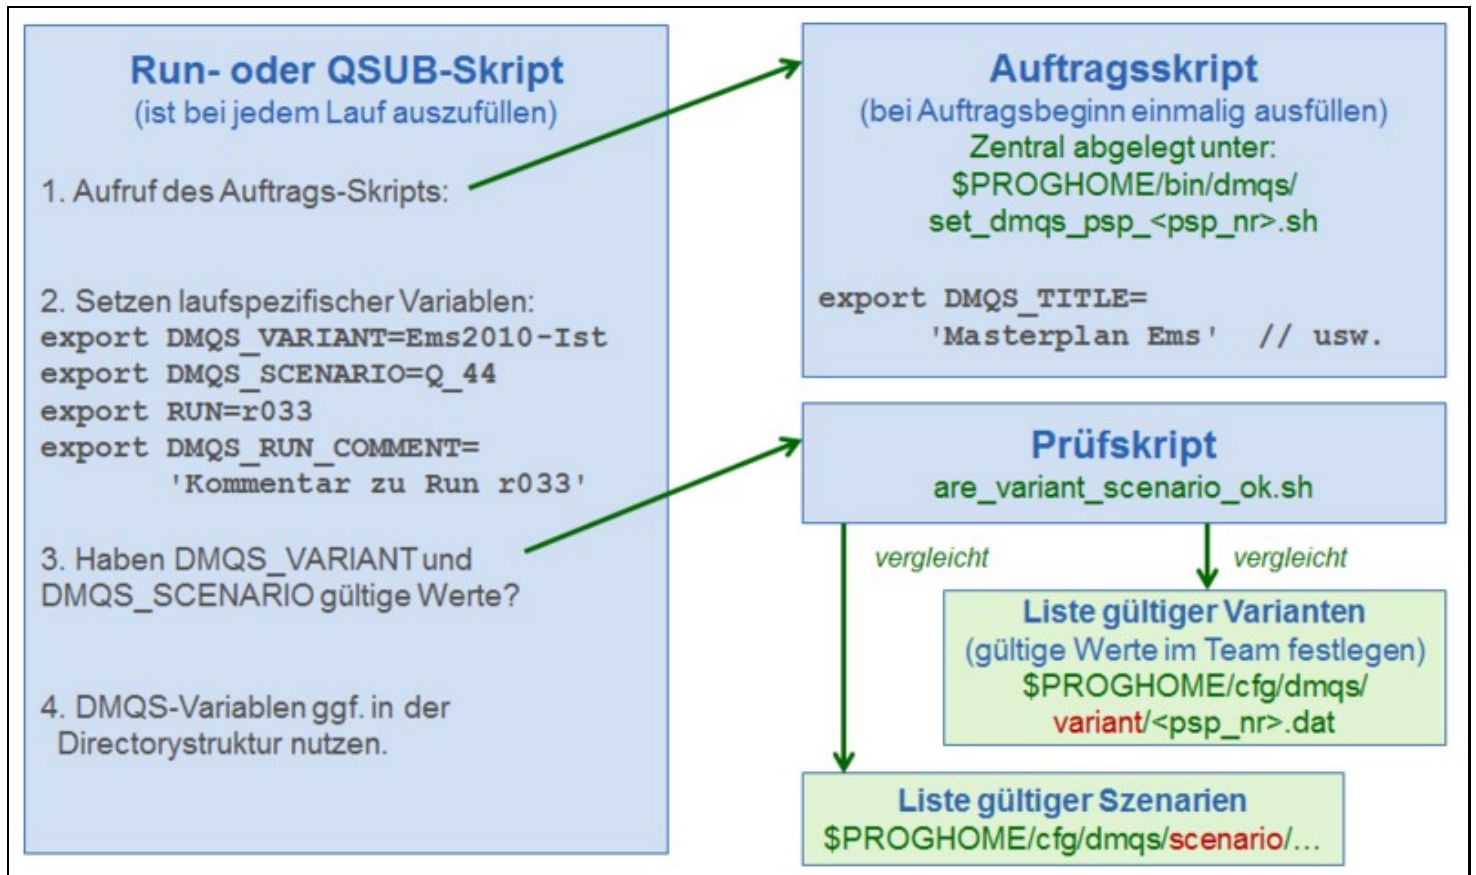 Run- oder QSUB-Skript
(ist bei jedem Lauf auszufüllen)
1. Aufruf des Auftrags-Skripts:
2. Setzen laufspezifischer Variablen:
export DMQS_VARIANT=Ems2010-Ist
export DMQS_SCENARIO=Q_44
export RUN=r033
export DMQS_RUN_COMMENT=
'Kommentar zu Run r033'
3. Haben DMQS_VARIANT und
DMQS_SCENARIO gültige Werte?
4. DMQS-Variablen ggf. in der
Directorystruktur nutzen.
Auftragsskript
(bei Auftragsbeginn einmalig ausfüllen)
Zentral abgelegt unter:
$PROGHOME/bin/dmqs/
set_dmqs_psp_<psp_nr>.sh
export DMQS_TITLE=
'Masterplan Ems' // usw.
Prüfskript
are_variant_scenario_ok.sh
vergleicht
vergleicht
Liste gültiger Varianten
(gültige Werte im Team festlegen)
$PROGHOME/cfg/dmqs/
variant/<psp_nr>.dat
Liste gültiger Szenarien
$PROGHOME/cfg/dmqs/scenario/...